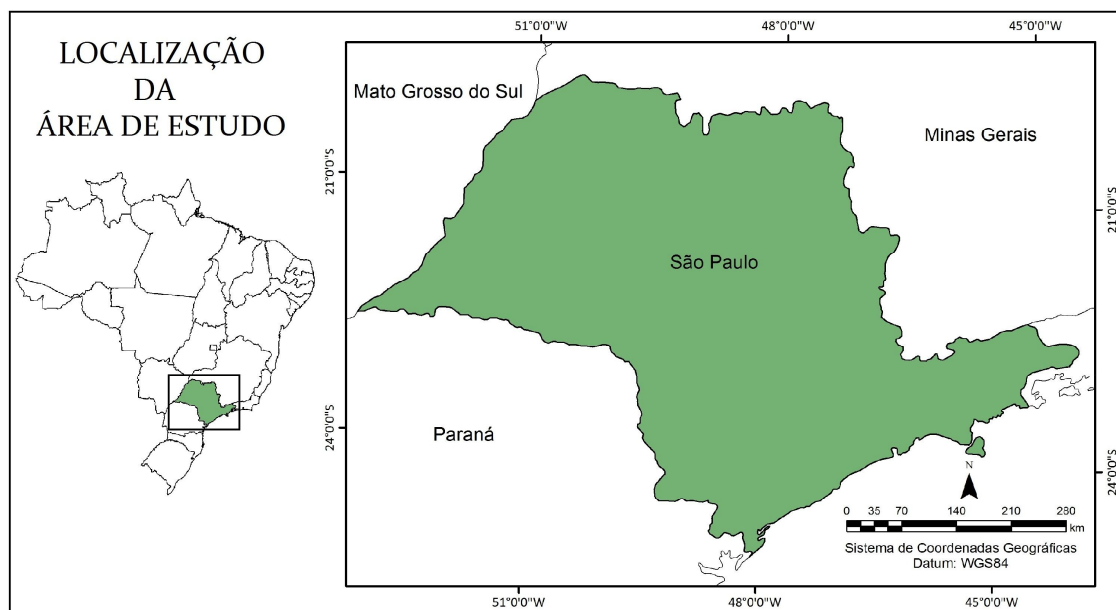 LOCALIZAÇÃO
DA
ÁREA DE ESTUDO
51°0'0"W
48°0'0"W
45°0'0"W
Mato Grosso do Sul
Minas Gerais
21°0'0"S
21°0'0"S
São Paulo
24°0'0"S
Paraná
24°0'0"S
N
0 35 70 140 210 280
km
Sistema de Coordenadas Geográficas
Datum: WGS84
51°0'0"W
48°0'0"W
45°0'0"W